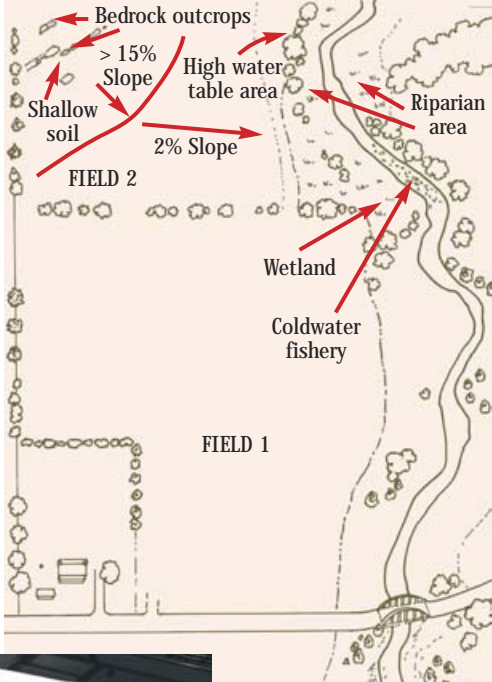 Bedrock outcrops
> 15%
Slope
High water
table area
Shallow
soil
Riparian
area
2% Slope
FIELD 2
Wetland
Coldwater
fishery
FIELD 1